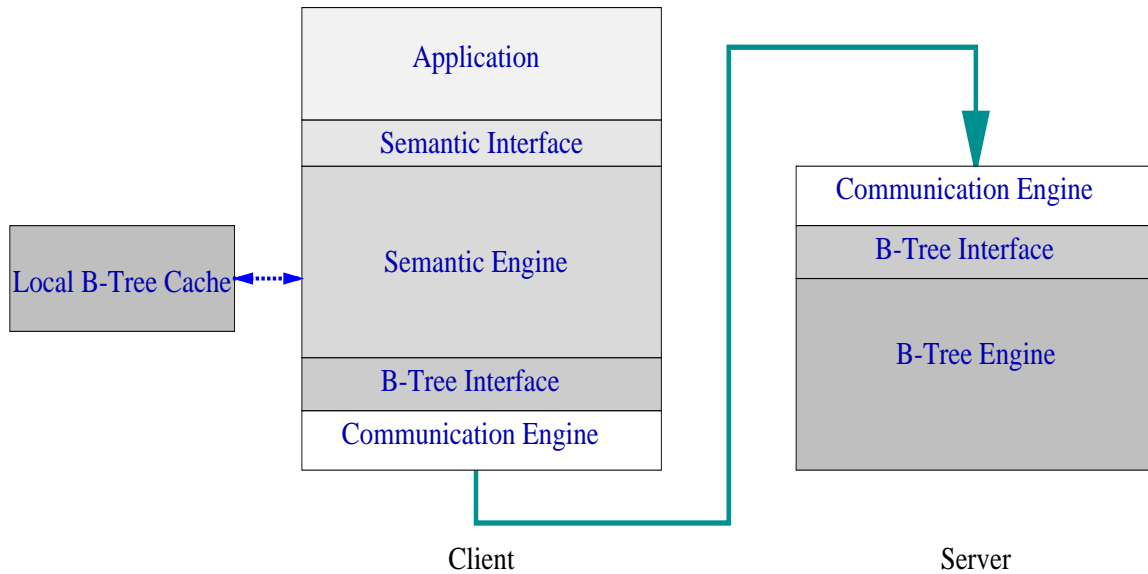 Application
Semantic Interface
Semantic Engine
B-Tree Interface
Communication Engine
Local B-Tree Cache
Communication Engine
B-Tree Interface
B-Tree Engine
Client
Server